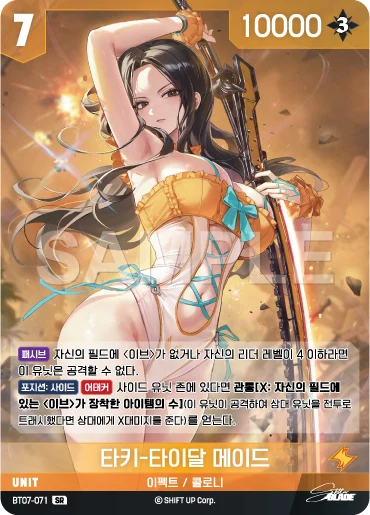 7
10000 3
SAMPLE
패시브 자신의 필드에 <이브>가 없거나 자신의 리더 레벨이 4 이하라면
이 유닛은 공격할 수 없다.
포지션: 사이드 어태커 사이드 유닛 존에 있다면 관통[X: 자신의 필드에
있는 <이브>가 장착한 아이템의 수](이 유닛이 공격하여 상대 유닛을 전투로
트래시했다면 상대에게 X대미지를 준다)를 얻는다.
타키-타이달 메이드
UNIT
이펙트 / 콜로니
BT07-071 SR
© SHIFT UP Corp.
Stellar BLADE